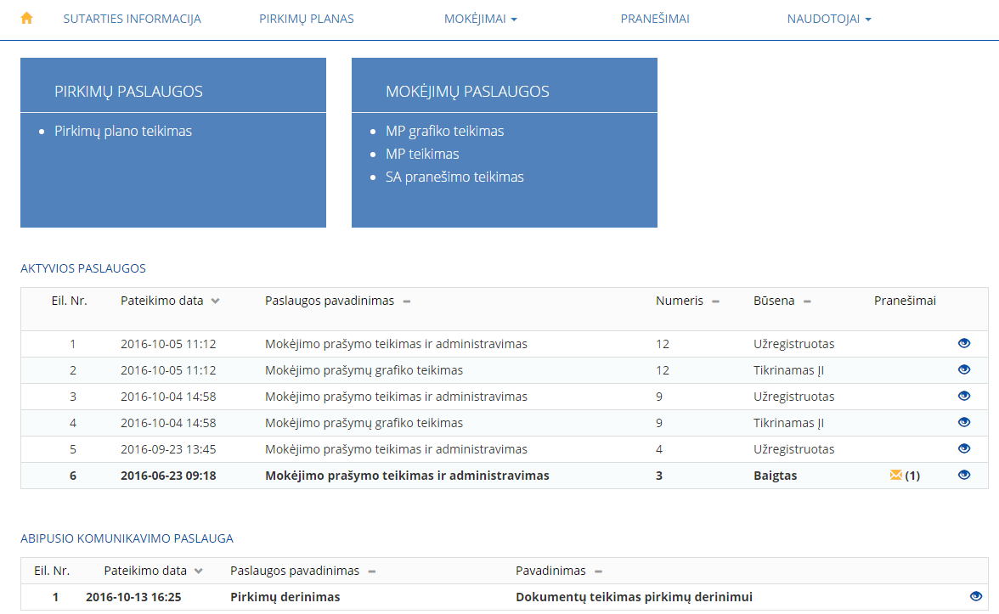 SUTARTIES INFORMACIJA PIRKIMŲ PLANAS MOKĖJIMAI PRANEŠIMAI NAUDOTOJAI
PIRKIMŲ PASLAUGOS
Pirkimų plano teikimas
MOKĖJIMŲ PASLAUGOS
MP grafiko teikimas
MP teikimas
SA pranešimo teikimas
AKTYVIOS PASLAUGOS
Eil. Nr. Pateikimo data Paslaugos pavadinimas Numeris Būsena Pranešimai
1 2016-10-05 11:12 Mokėjimo prašymo teikimas ir administravimas 12 Užregistruotas
2 2016-10-05 11:12 Mokėjimo prašymų grafiko teikimas 12 Tikrinamas ĮI
3 2016-10-04 14:58 Mokėjimo prašymo teikimas ir administravimas 9 Užregistruotas
4 2016-10-04 14:58 Mokėjimo prašymų grafiko teikimas 9 Tikrinamas ĮI
5 2016-09-23 13:45 Mokėjimo prašymo teikimas ir administravimas 4 Užregistruotas
6 2016-06-23 09:18 Mokėjimo prašymo teikimas ir administravimas 3 Baigtas (1)
ABIPUSIO KOMUNIKAVIMO PASLAUGA
Eil. Nr. Pateikimo data Paslaugos pavadinimas Pavadinimas
1 2016-10-13 16:25 Pirkimų derinimas Dokumentų teikimas pirkimų derinimui